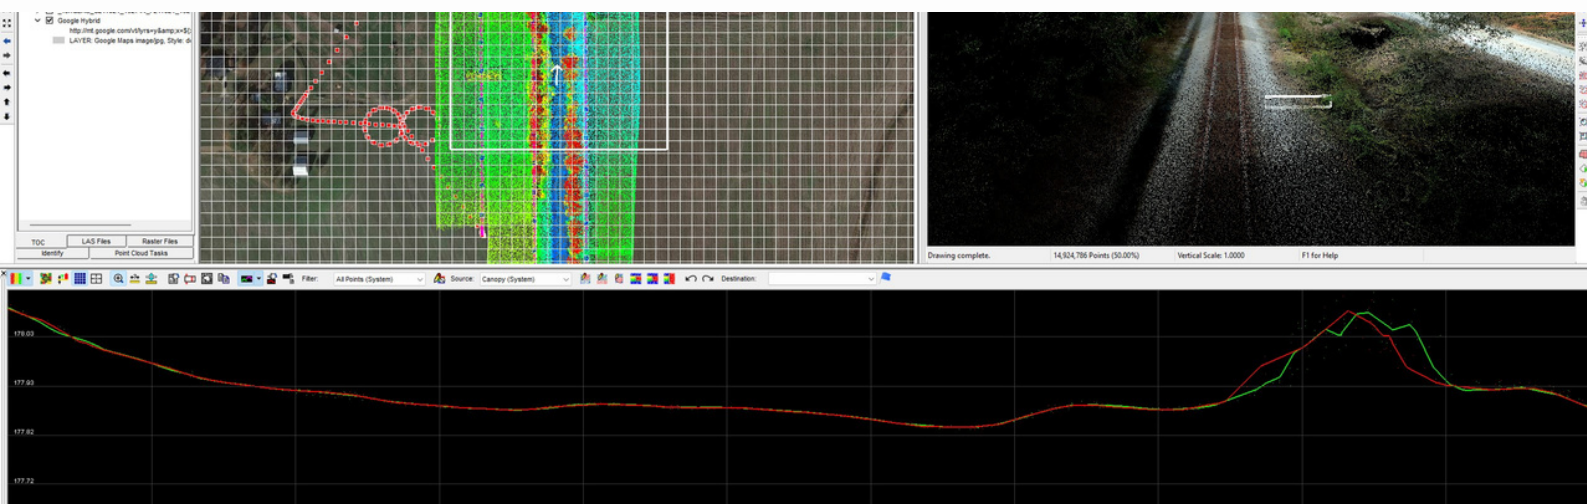 Google Hybrid
http://mt.google.com/vt/lyrs=y&amp;x=${
LAYER: Google Maps image/jpg, Style: d
TOC
LAS Files
Raster Files
Identify
Point Cloud Tasks
Drawing complete.
14,924,786 Points (50.00%)
Vertical Scale: 1.0000
F1 for Help
Filter:
All Points (System)
Source:
Canopy (System)
Destination:
178.03
177.93
177.82
177.72